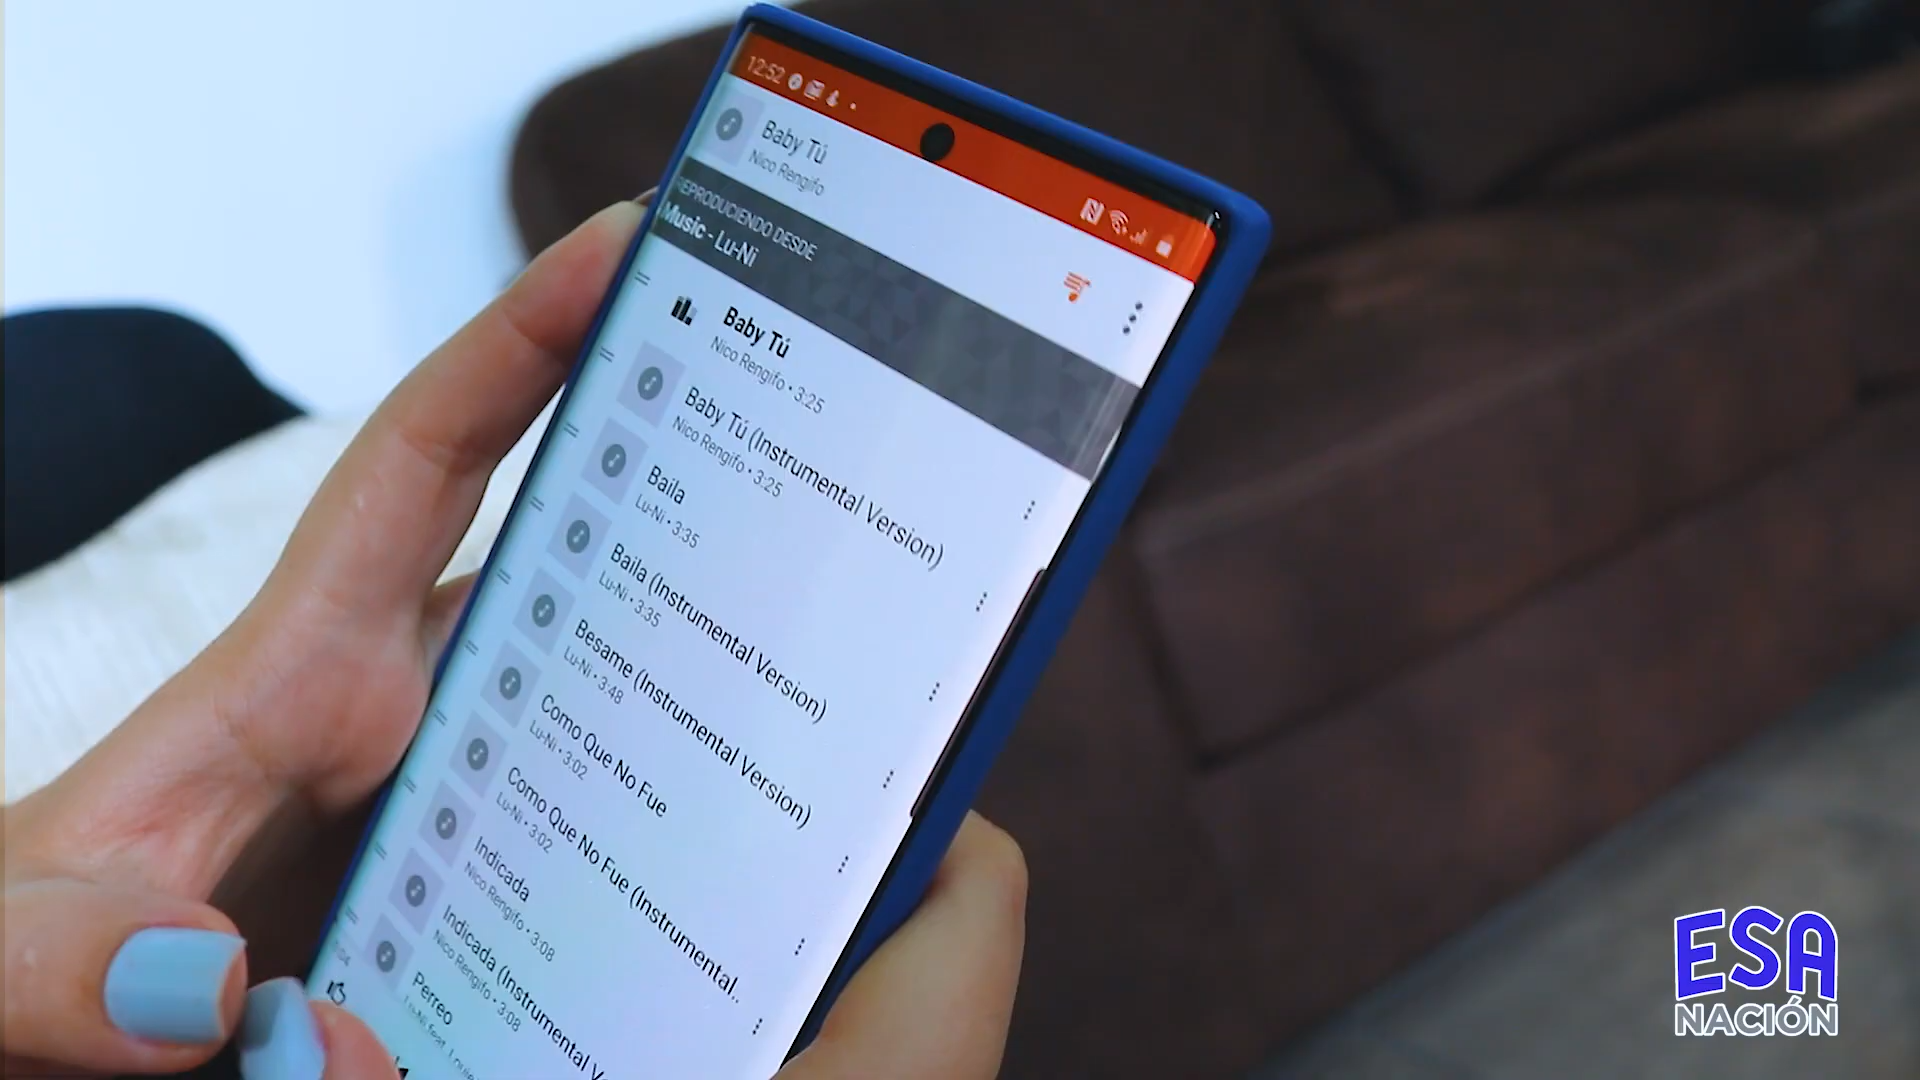 12:52
Baby Tú
Nico Rengifo
REPRODUCIENDO DESDE
Music - Lu-Ni
Baby Tú
Nico Rengifo • 3:25
Baby Tú (Instrumental Version)
Nico Rengifo • 3:25
Baila
Lu-Ni • 3:35
Baila (Instrumental Version)
Lu-Ni • 3:35
Besame (Instrumental Version)
Lu-Ni • 3:48
Como Que No Fue
Lu-Ni • 3:02
Como Que No Fue (Instrumental..
Lu-Ni • 3:02
Indicada
Nico Rengifo • 3:08
Indicada (Instrumental V
Nico Rengifo • 3:08
Perreo
Lu-Ni feat.
ESA
NACIÓN